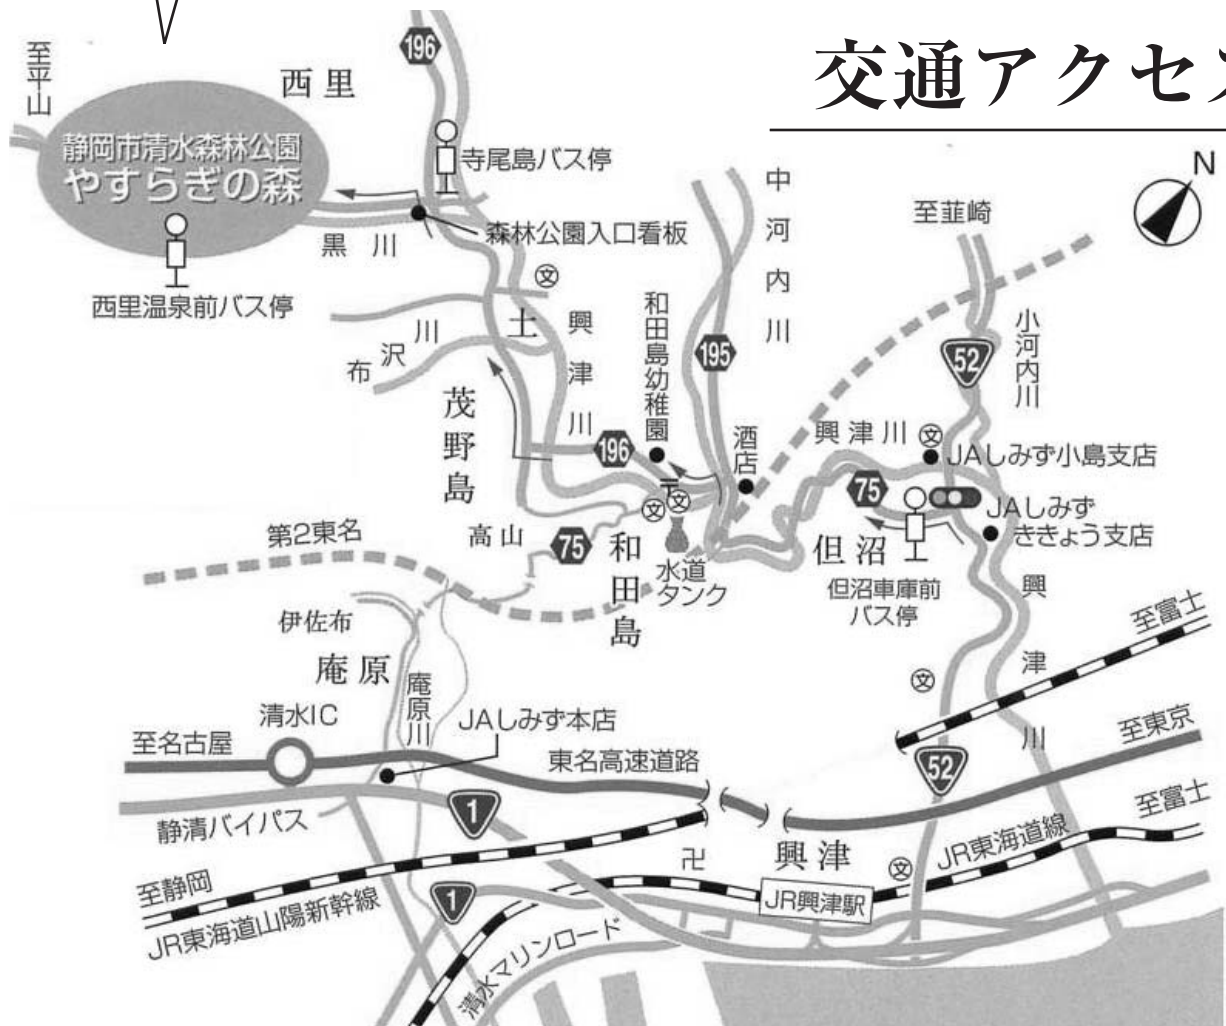 交通アクセス
至平山
196
西里
静岡市清水森林公園
やすらぎの森
寺尾島バス停
森林公園入口看板
黒川
西里温泉前バス停
中河内川
至韮崎
N
文
土
興津川
布沢川
和田島幼稚園
195
52
小河内川
茂野島
196
酒店
興津川
文
JAしみず小島支店
75
JAしみず
ききょう支店
〒
文
文
第2東名
高山
75
和田島
水道
タンク
但沼
但沼車庫前
バス停
伊佐布
庵原
庵原川
興津川
至富士
文
清水IC
JAしみず本店
至名古屋
東名高速道路
52
至東京
静清バイパス
1
至富士
卍
興津
文
JR東海道線
至静岡
1
JR興津駅
JR東海道山陽新幹線
清水マリンロード